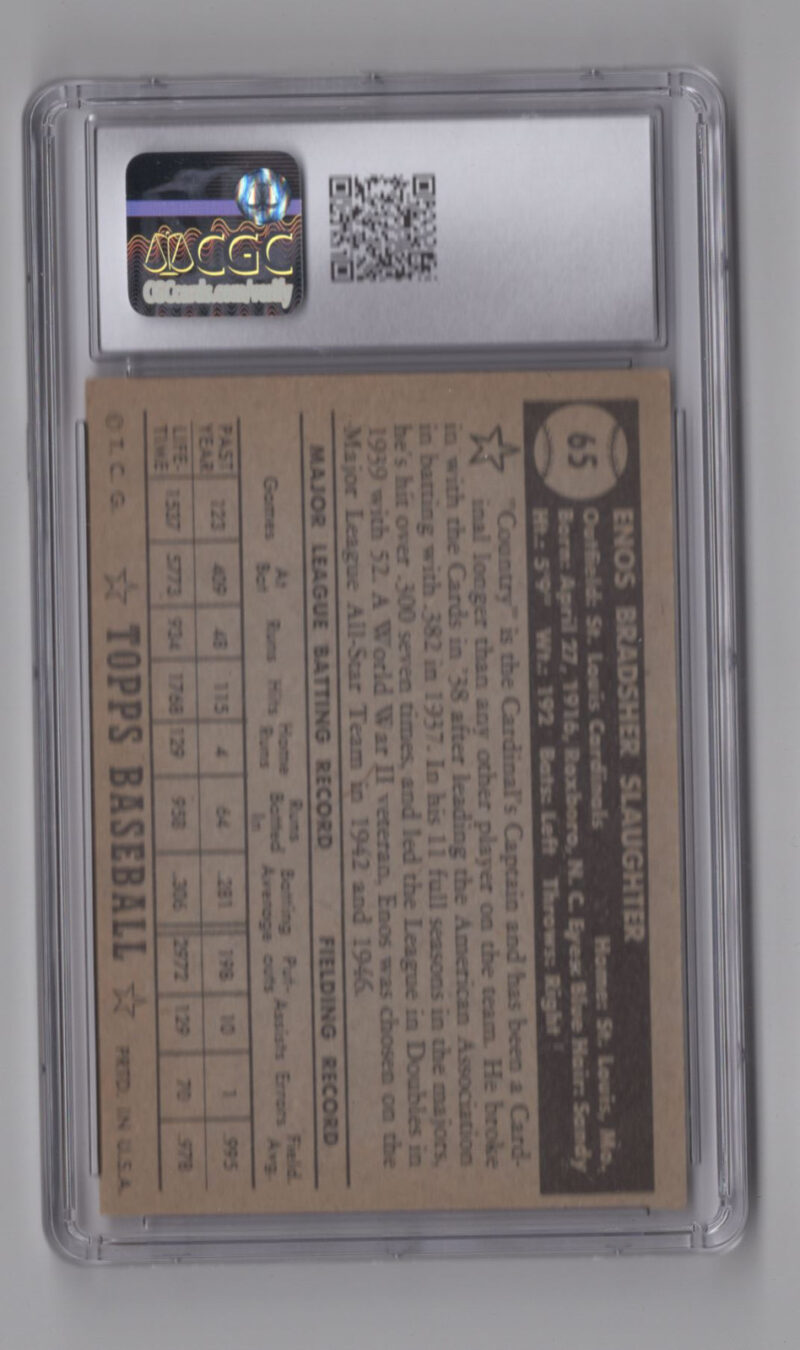 CGC
CGCcards.com/verify
65
ENOS BRADSHER SLAUGHTER
Outfield: St. Louis Cardinals Home: St. Louis, Mo.
Born: April 27, 1916, Roxboro, N. C. Eyes: Blue Hair: Sandy
Ht.: 5'9" Wt.: 192 Bats: Left Throws: Right
"Country" is the Cardinal's Captain and has been a Card-
inal longer than any other player on the team. He broke
in with the Cards in '38 after leading the American Association
in batting with .382 in 1937. In his 11 full seasons in the majors,
he's hit over .300 seven times, and led the League in Doubles in
1939 with 52. A World War II veteran, Enos was chosen on the
Major League All-Star Team in 1942 and 1946.
MAJOR LEAGUE BATTING RECORD / FIELDING RECORD
Games At Bat Runs Hits Home Runs Runs Batted In Batting Average Put-outs Assists Errors Field. Avg.
PAST YEAR 123 409 48 115 4 64 .281 198 10 1 .995
LIFE-TIME 1537 5773 934 1768 129 958 .306 2972 129 70 .978
© T. C. G. ☆ TOPPS BASEBALL ☆ PRTD. IN U.S.A.